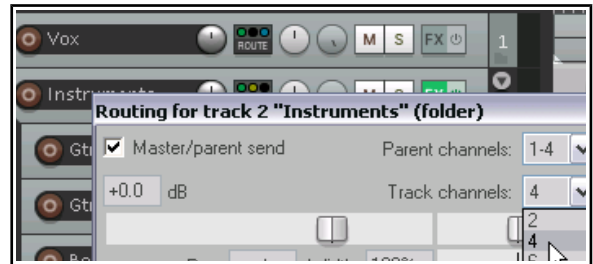 Vox ROUTE M S FX 1
Instruments M S FX
Routing for track 2 "Instruments" (folder)
Gt Master/parent send Parent channels: 1-4
+0.0 dB Track channels: 4
Gt
2
4